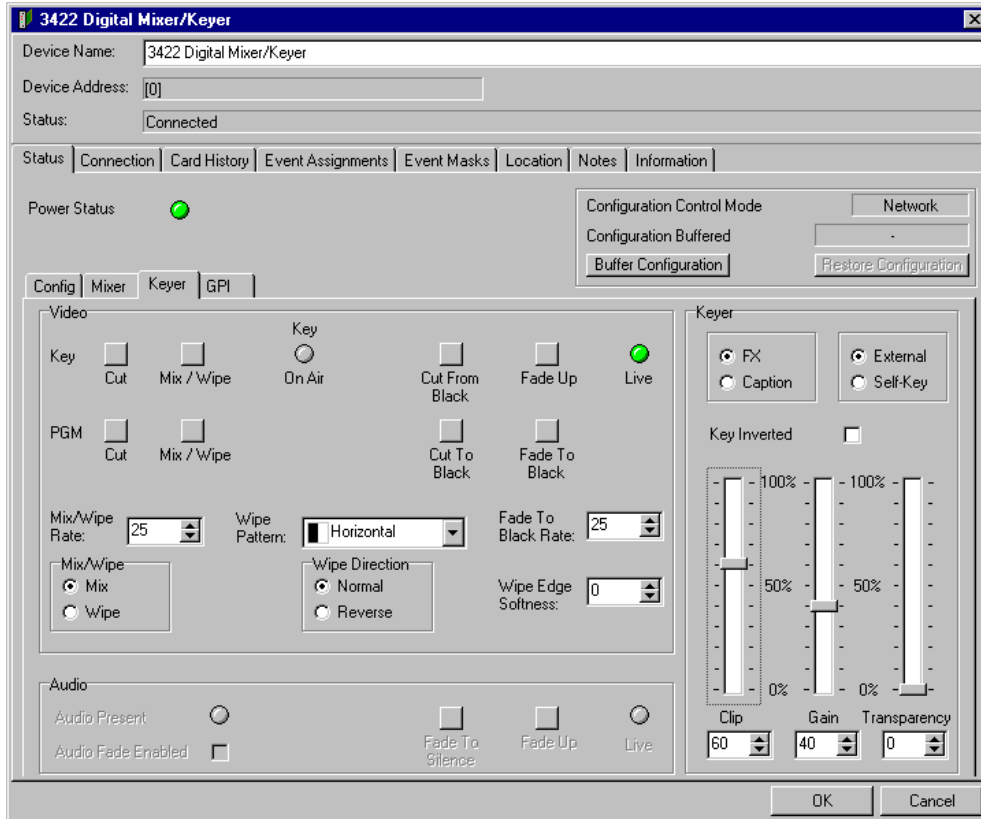 3422 Digital Mixer/Keyer
Device Name: 3422 Digital Mixer/Keyer
Device Address: [0]
Status: Connected
Status Connection Card History Event Assignments Event Masks Location Notes Information
Power Status
Configuration Control Mode Network
Configuration Buffered -
Buffer Configuration Restore Configuration
Config Mixer Keyer GPI
Video
Key
Key
Cut Mix / Wipe On Air Cut From Black Fade Up Live
PGM
Cut Mix / Wipe Cut To Black Fade To Black
Mix/Wipe Rate: 25
Wipe Pattern: Horizontal
Fade To Black Rate: 25
Mix/Wipe
Mix
Wipe
Wipe Direction
Normal
Reverse
Wipe Edge Softness: 0
Audio
Audio Present
Audio Fade Enabled
Fade To Silence Fade Up Live
Keyer
FX
Caption
External
Self-Key
Key Inverted
100% 100%
50% 50%
0% 0%
Clip Gain Transparency
60 40 0
OK Cancel